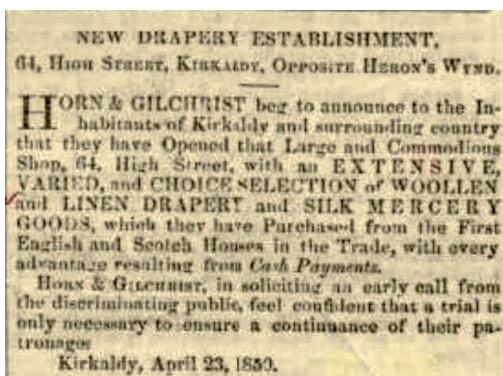 NEW DRAPERY ESTABLISHMENT,
64, HIGH STREET, KIRKALDY, OPPOSITE HERON'S WYND.
HORN & GILCHRIST beg to announce to the In-
habitants of Kirkaldy and surrounding country
that they have Opened that Large and Commodious
Shop, 64, High Street, with an EXTENSIVE,
VARIED, and CHOICE SELECTION of WOOLLEN
and LINEN DRAPERY and SILK MERCERY
GOODS, which they have Purchased from the First
English and Scotch Houses in the Trade, with every
advantage resulting from Cash Payments.
HORN & GILCHRIST, in soliciting an early call from
the discriminating public, feel confident that a trial is
only necessary to ensure a continuance of their pa-
tronages
Kirkaldy, April 23, 1850.